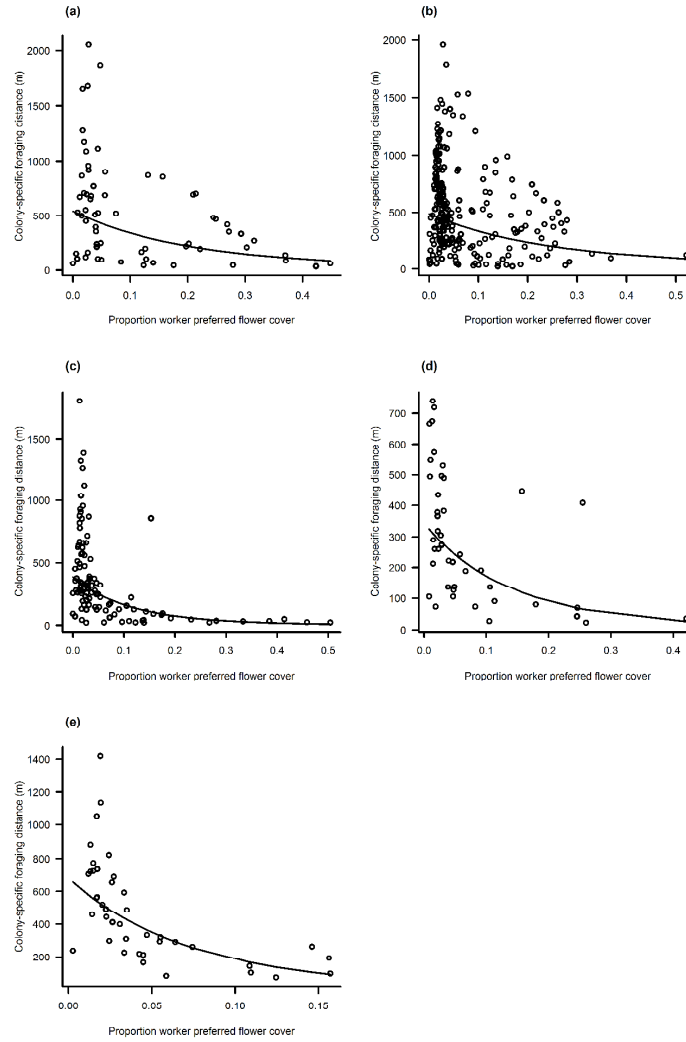 (a)
(b)
2000
1500
1000
500
0
Colony-specific foraging distance (m)
0.0 0.1 0.2 0.3 0.4
Proportion worker preferred flower cover
2000
1500
1000
500
0
Colony-specific foraging distance (m)
0.0 0.1 0.2 0.3 0.4 0.5
Proportion worker preferred flower cover
(c)
(d)
1500
1000
500
0
Colony-specific foraging distance (m)
0.0 0.1 0.2 0.3 0.4 0.5
Proportion worker preferred flower cover
700
600
500
400
300
200
100
0
Colony-specific foraging distance (m)
0.0 0.1 0.2 0.3 0.4
Proportion worker preferred flower cover
(e)
1400
1200
1000
800
600
400
200
Colony-specific foraging distance (m)
0.00 0.05 0.10 0.15
Proportion worker preferred flower cover